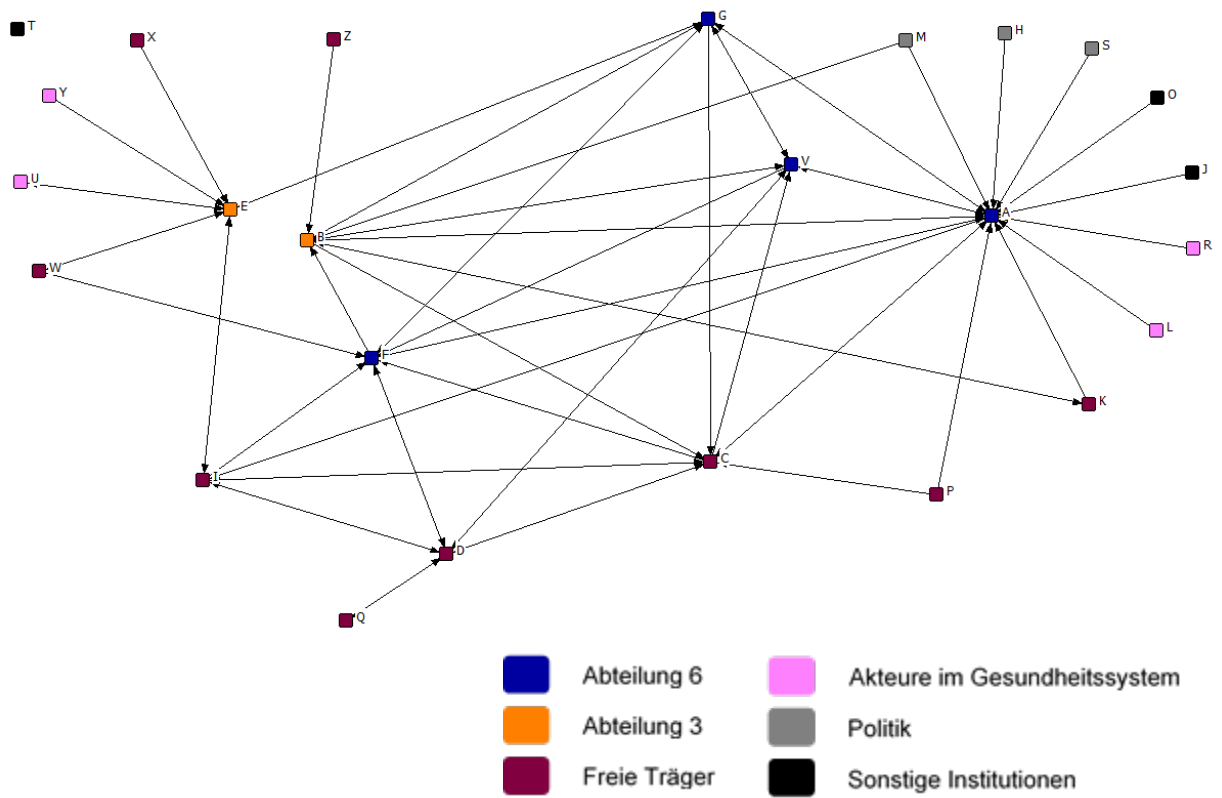 T
X
Z
G
M
H
S
Y
O
V
J
U
E
B
A
R
W
L
F
K
I
C
P
D
Q
Abteilung 6
Akteure im Gesundheitssystem
Abteilung 3
Politik
Freie Träger
Sonstige Institutionen